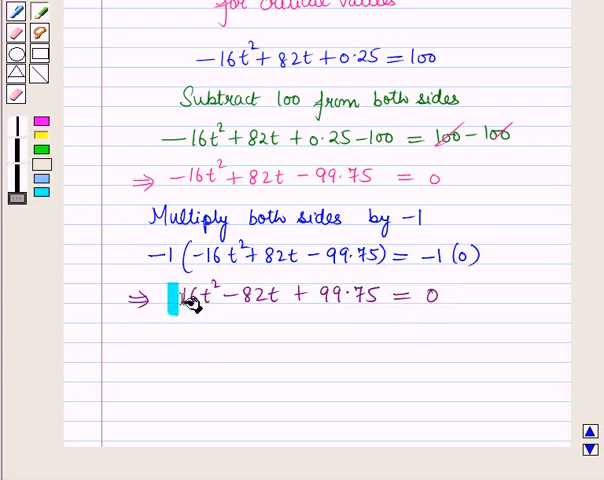 for critical values
-16t²+82t+0.25=100
Subtract 100 from both sides
-16t²+82t+0.25-100 = 100-100
⇒ -16t²+82t-99.75 = 0
Multiply both sides by -1
-1(-16t²+82t-99.75) = -1(0)
⇒ 16t²-82t+99.75 = 0